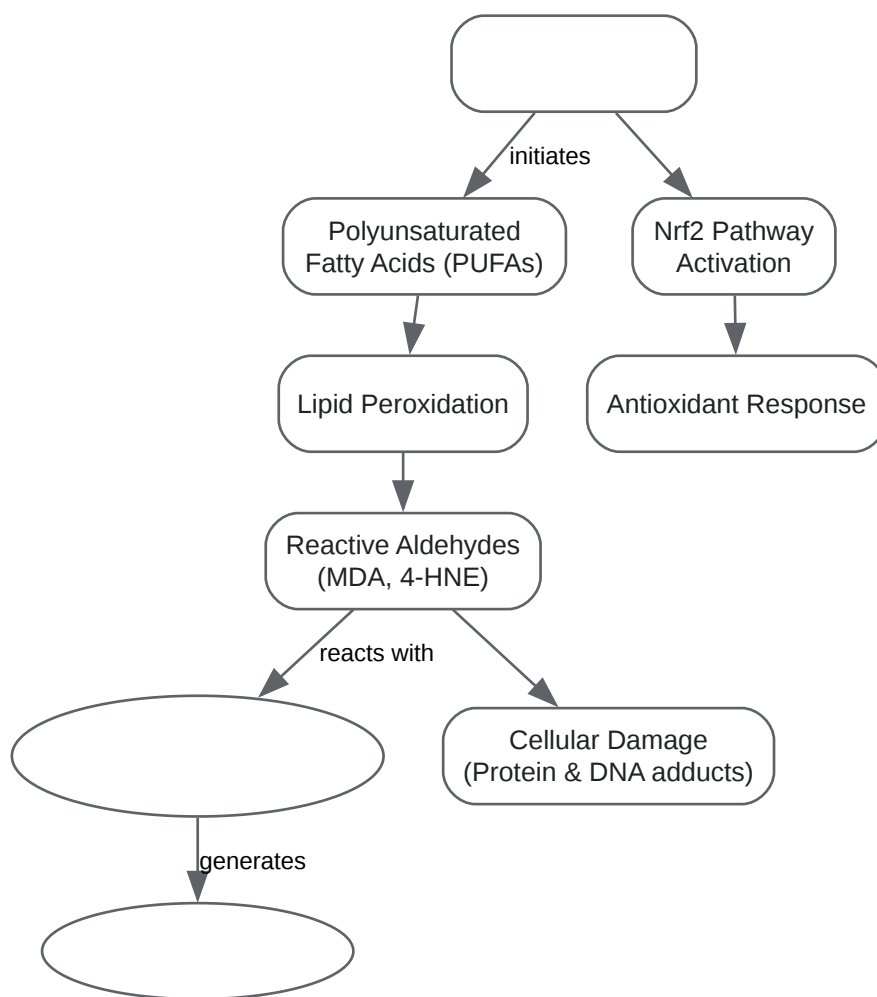 initiates
Polyunsaturated
Fatty Acids (PUFAs)
Nrf2 Pathway
Activation
Lipid Peroxidation
Antioxidant Response
Reactive Aldehydes
(MDA, 4-HNE)
reacts with
Cellular Damage
(Protein & DNA adducts)
generates